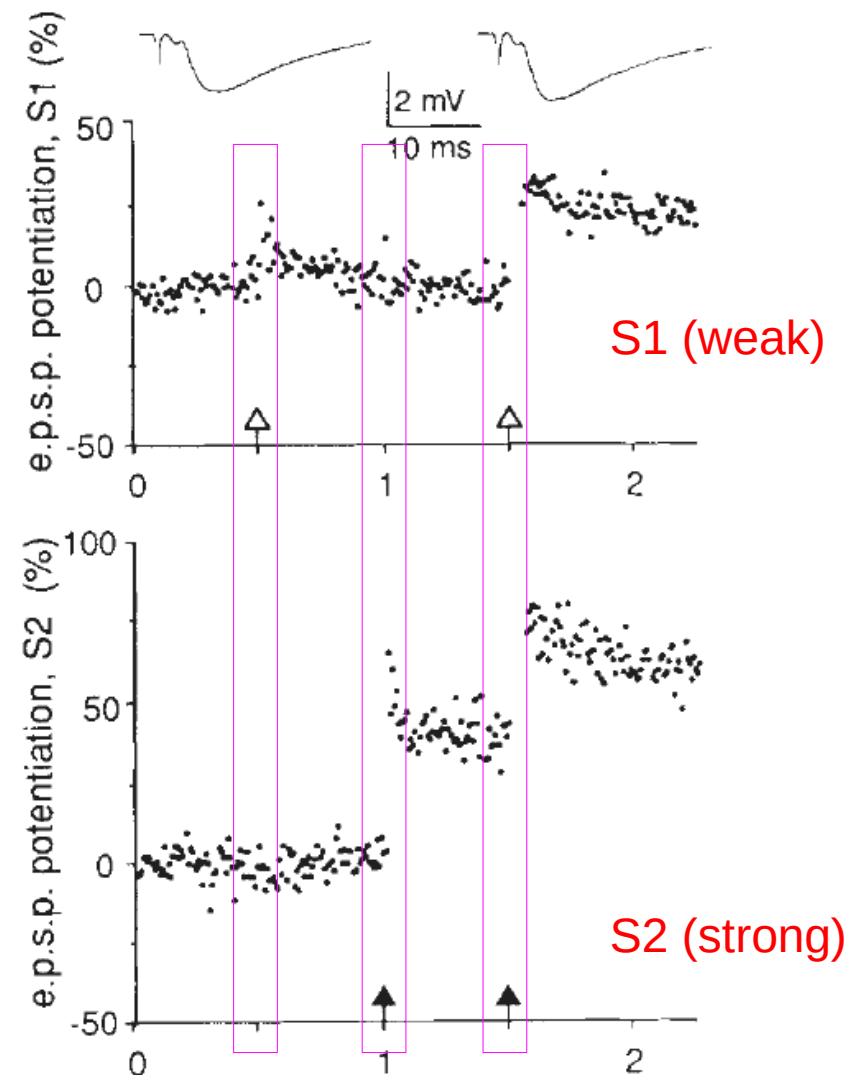 e.p.s.p. potentiation, S1 (%)
2 mV
10 ms
50
0
-50
0
1
2
S1 (weak)
e.p.s.p. potentiation, S2 (%)
100
50
0
-50
0
1
2
S2 (strong)